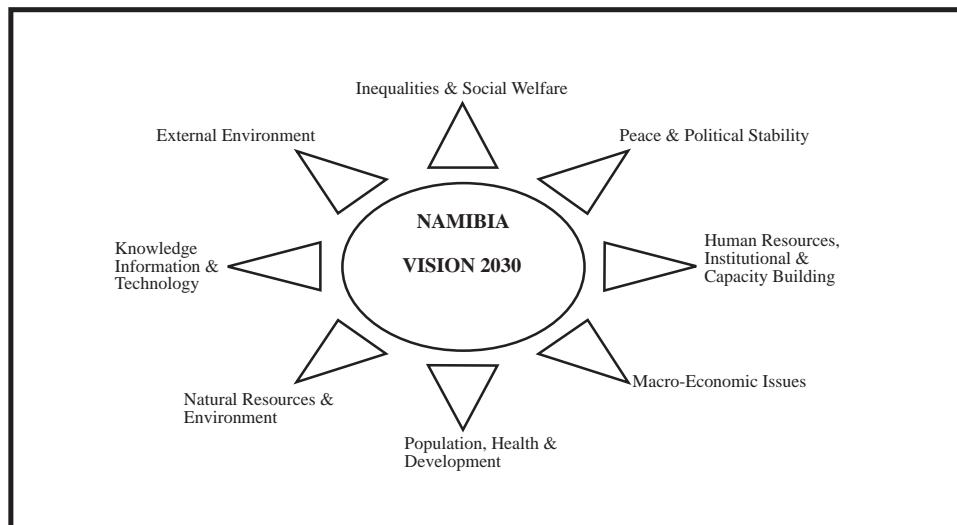 Inequalities & Social Welfare
External Environment
Peace & Political Stability
NAMIBIA
VISION 2030
Knowledge
Information &
Technology
Human Resources,
Institutional &
Capacity Building
Natural Resources &
Environment
Macro-Economic Issues
Population, Health &
Development